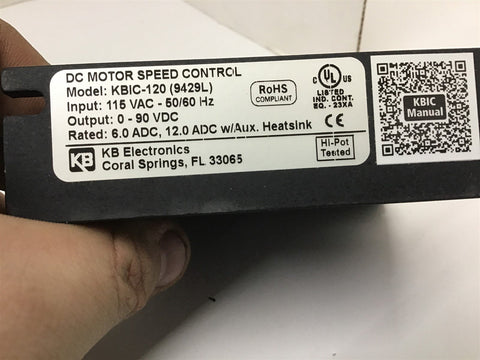 DC MOTOR SPEED CONTROL
Model: KBIC-120 (9429L)
Input: 115 VAC - 50/60 Hz
Output: 0 - 90 VDC
Rated: 6.0 ADC, 12.0 ADC w/Aux. Heatsink
KB
KB Electronics
Coral Springs, FL 33065
RoHS
COMPLIANT
C UL US
LISTED
IND. CONT.
EQ. - 23XA
CE
Hi-Pot
Tested
KBIC
Manual